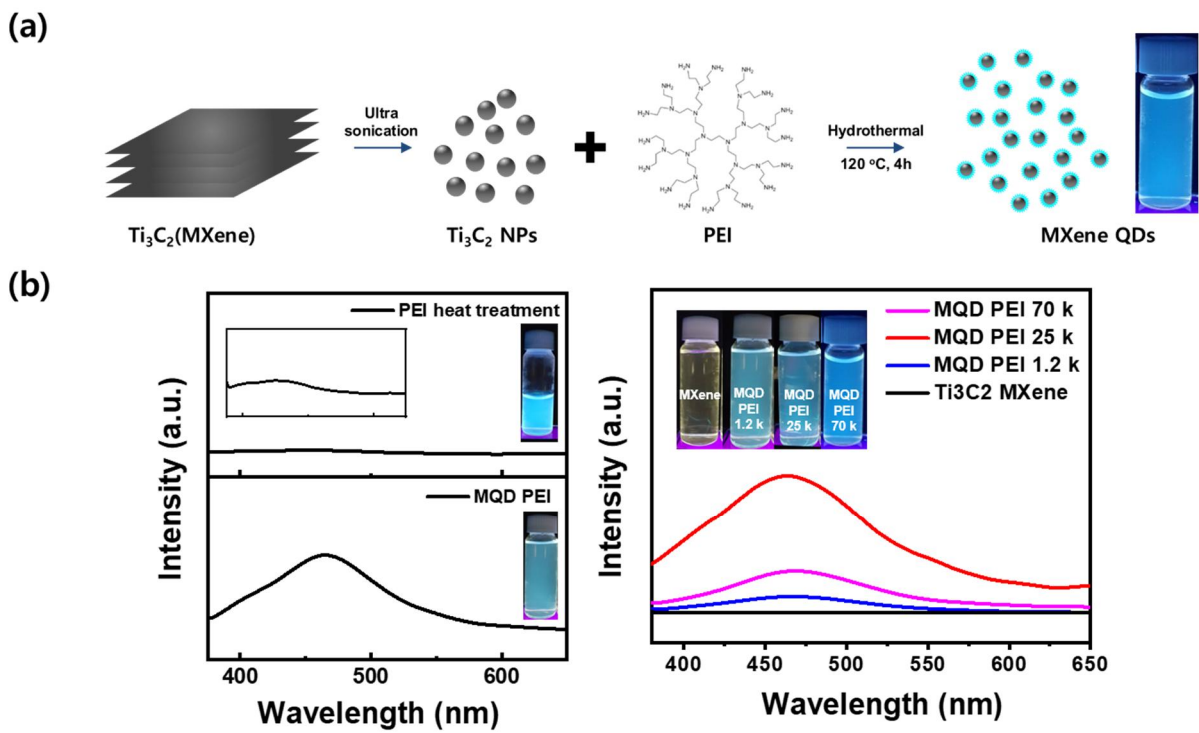 (a)
Ultra
sonication
Hydrothermal
120 °C, 4h
NH₂
H₂N
N
Ti₃C₂(MXene)
Ti₃C₂ NPs
PEI
MXene QDs
(b)
PEI heat treatment
MQD PEI
Intensity (a.u.)
400
500
600
Wavelength (nm)
MQD PEI 70 k
MQD PEI 25 k
MQD PEI 1.2 k
Ti3C2 MXene
MXene
MQD
PEI
1.2 k
MQD
PEI
25 k
MQD
PEI
70 k
Intensity (a.u.)
400
450
500
550
600
650
Wavelength (nm)